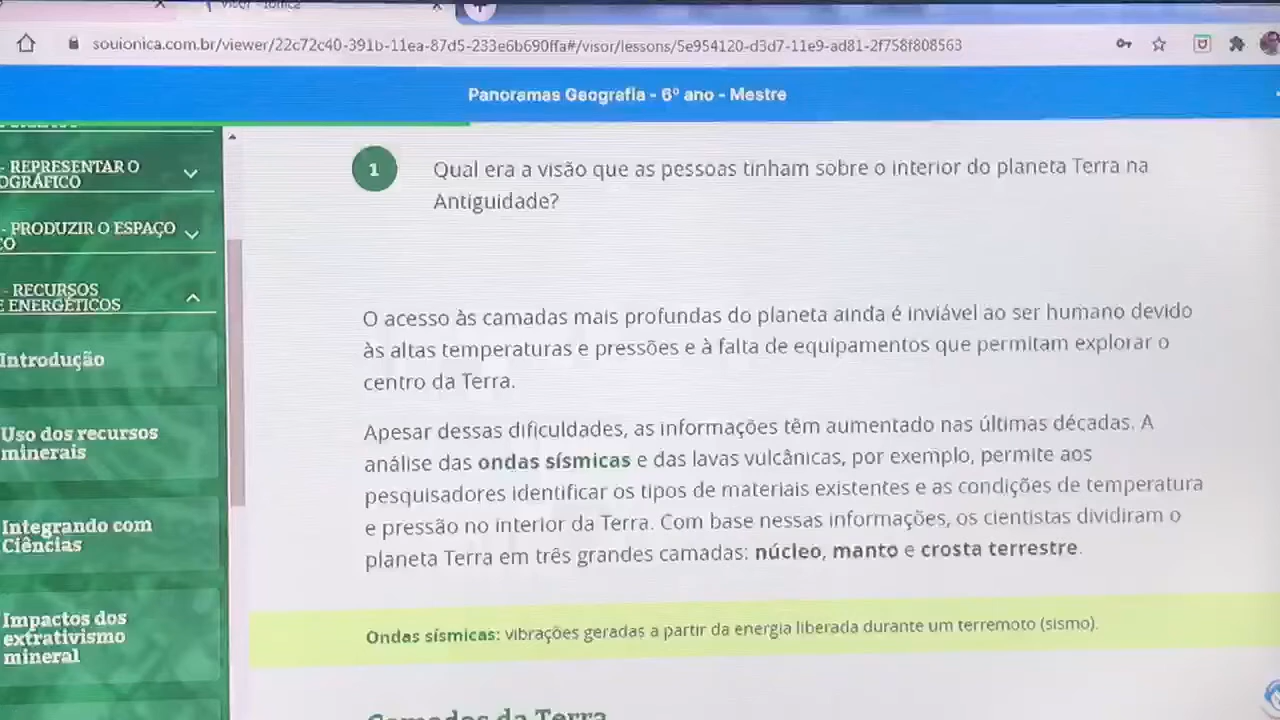 souionica.com.br/viewer/22c72c40-391b-11ea-87d5-233e6b690ffa#/visor/lessons/5e954120-d3d7-11e9-ad81-2f758f808563
Panoramas Geografia - 6º ano - Mestre
- REPRESENTAR O
OGRÁFICO
- PRODUZIR O ESPAÇO
CO
- RECURSOS
E ENERGÉTICOS
Introdução
Uso dos recursos
minerais
Integrando com
Ciências
Impactos dos
extrativismo
mineral
1
Qual era a visão que as pessoas tinham sobre o interior do planeta Terra na
Antiguidade?
O acesso às camadas mais profundas do planeta ainda é inviável ao ser humano devido
às altas temperaturas e pressões e à falta de equipamentos que permitam explorar o
centro da Terra.
Apesar dessas dificuldades, as informações têm aumentado nas últimas décadas. A
análise das ondas sísmicas e das lavas vulcânicas, por exemplo, permite aos
pesquisadores identificar os tipos de materiais existentes e as condições de temperatura
e pressão no interior da Terra. Com base nessas informações, os cientistas dividiram o
planeta Terra em três grandes camadas: núcleo, manto e crosta terrestre.
Ondas sísmicas: vibrações geradas a partir da energia liberada durante um terremoto (sismo).
Camadas da Terra